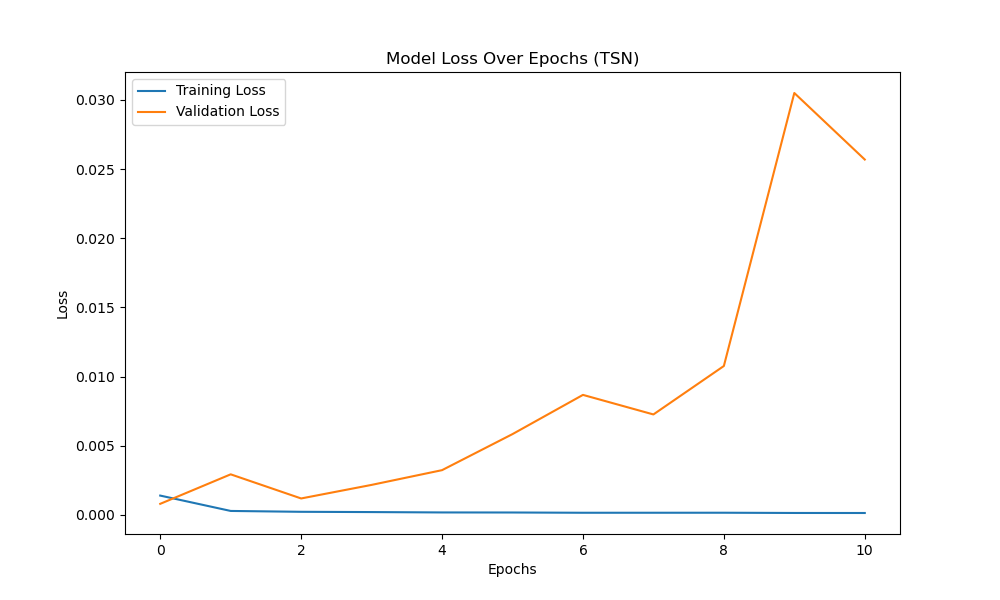 Model Loss Over Epochs (TSN)
Training Loss
Validation Loss
0.030
0.025
0.020
0.015
0.010
0.005
0.000
Loss
0 2 4 6 8 10
Epochs